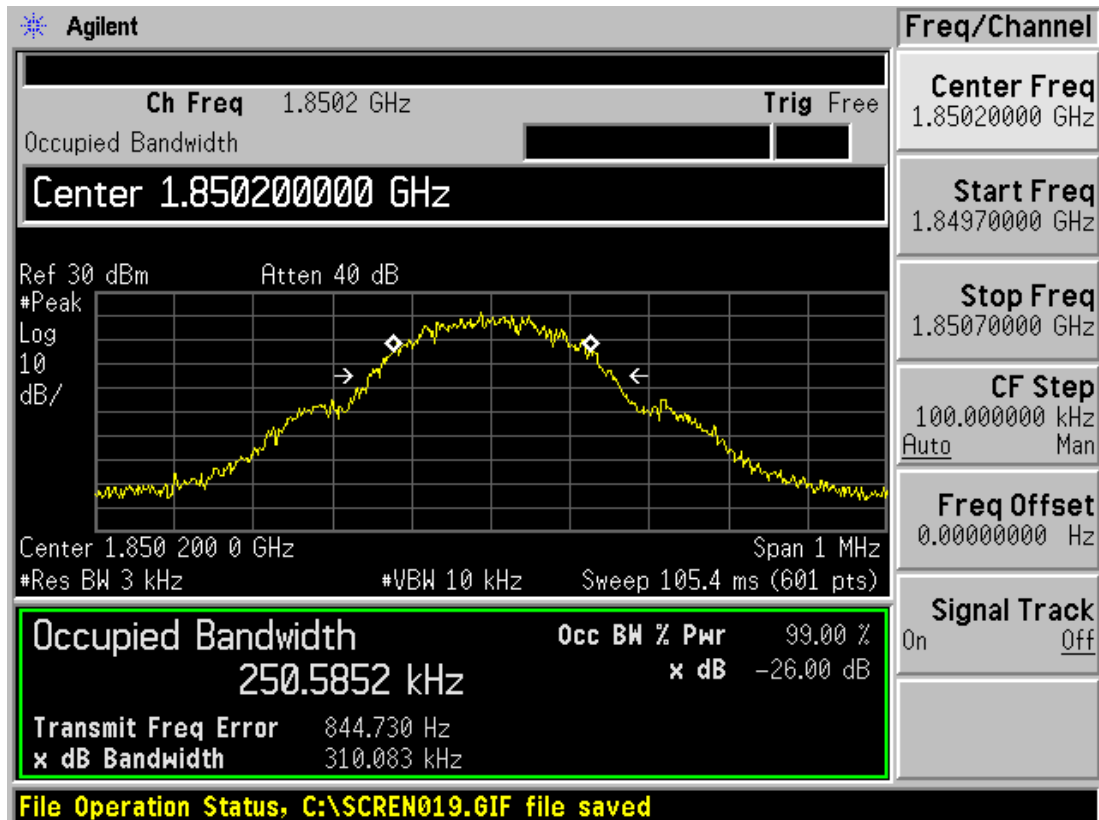 Agilent
Freq/Channel
Ch Freq 1.8502 GHz
Trig Free
Occupied Bandwidth
Center 1.850200000 GHz
Ref 30 dBm
Atten 40 dB
#Peak
Log
10
dB/
Center 1.850 200 0 GHz
Span 1 MHz
#Res BW 3 kHz
#VBW 10 kHz
Sweep 105.4 ms (601 pts)
Occupied Bandwidth
250.5852 kHz
Occ BW % Pwr 99.00 %
x dB -26.00 dB
Transmit Freq Error 844.730 Hz
x dB Bandwidth 310.083 kHz
File Operation Status, C:\SCREN019.GIF file saved
Center Freq
1.85020000 GHz
Start Freq
1.84970000 GHz
Stop Freq
1.85070000 GHz
CF Step
100.000000 kHz
Auto Man
Freq Offset
0.00000000 Hz
Signal Track
On Off